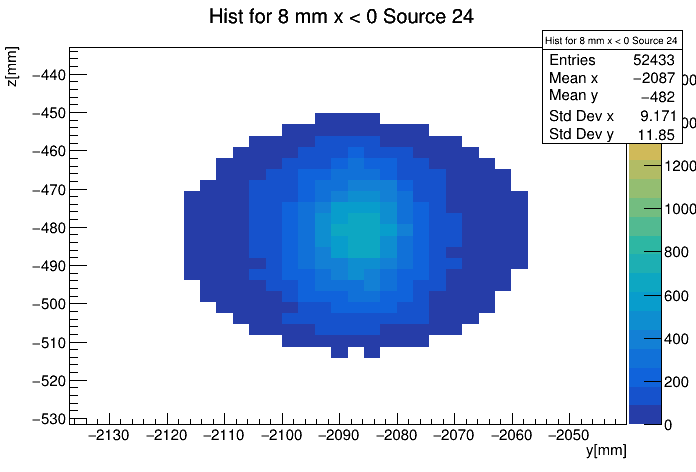 Hist for 8 mm x < 0 Source 24
z[mm]
Hist for 8 mm x < 0 Source 24
Entries 52433
Mean x −2087
Mean y −482
Std Dev x 9.171
Std Dev y 11.85
−440
−450
−460
−470
−480
−490
−500
−510
−520
−530
1200
1000
800
600
400
200
0
−2130 −2120 −2110 −2100 −2090 −2080 −2070 −2060 −2050
y[mm]